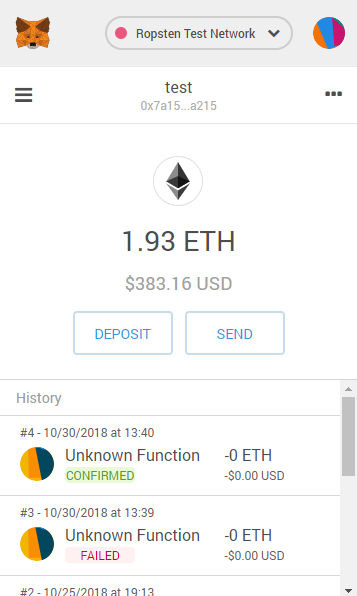 Ropsten Test Network
test
0x7a15...a215
1.93 ETH
$383.16 USD
DEPOSIT SEND
History
#4 - 10/30/2018 at 13:40
Unknown Function -0 ETH
CONFIRMED -$0.00 USD
#3 - 10/30/2018 at 13:39
Unknown Function -0 ETH
FAILED -$0.00 USD
#2 - 10/25/2018 at 19:13